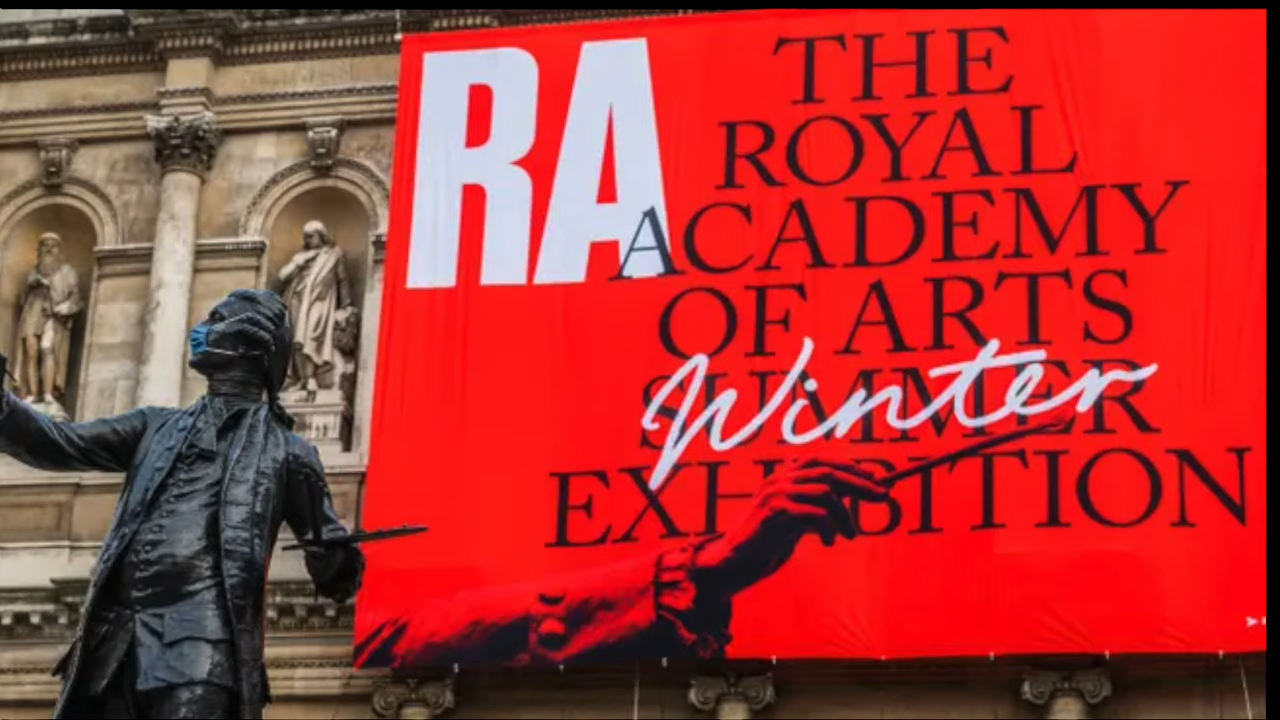 RA
THE
ROYAL
ACADEMY
OF ARTS
SUMMER
Winter
EXHIBITION